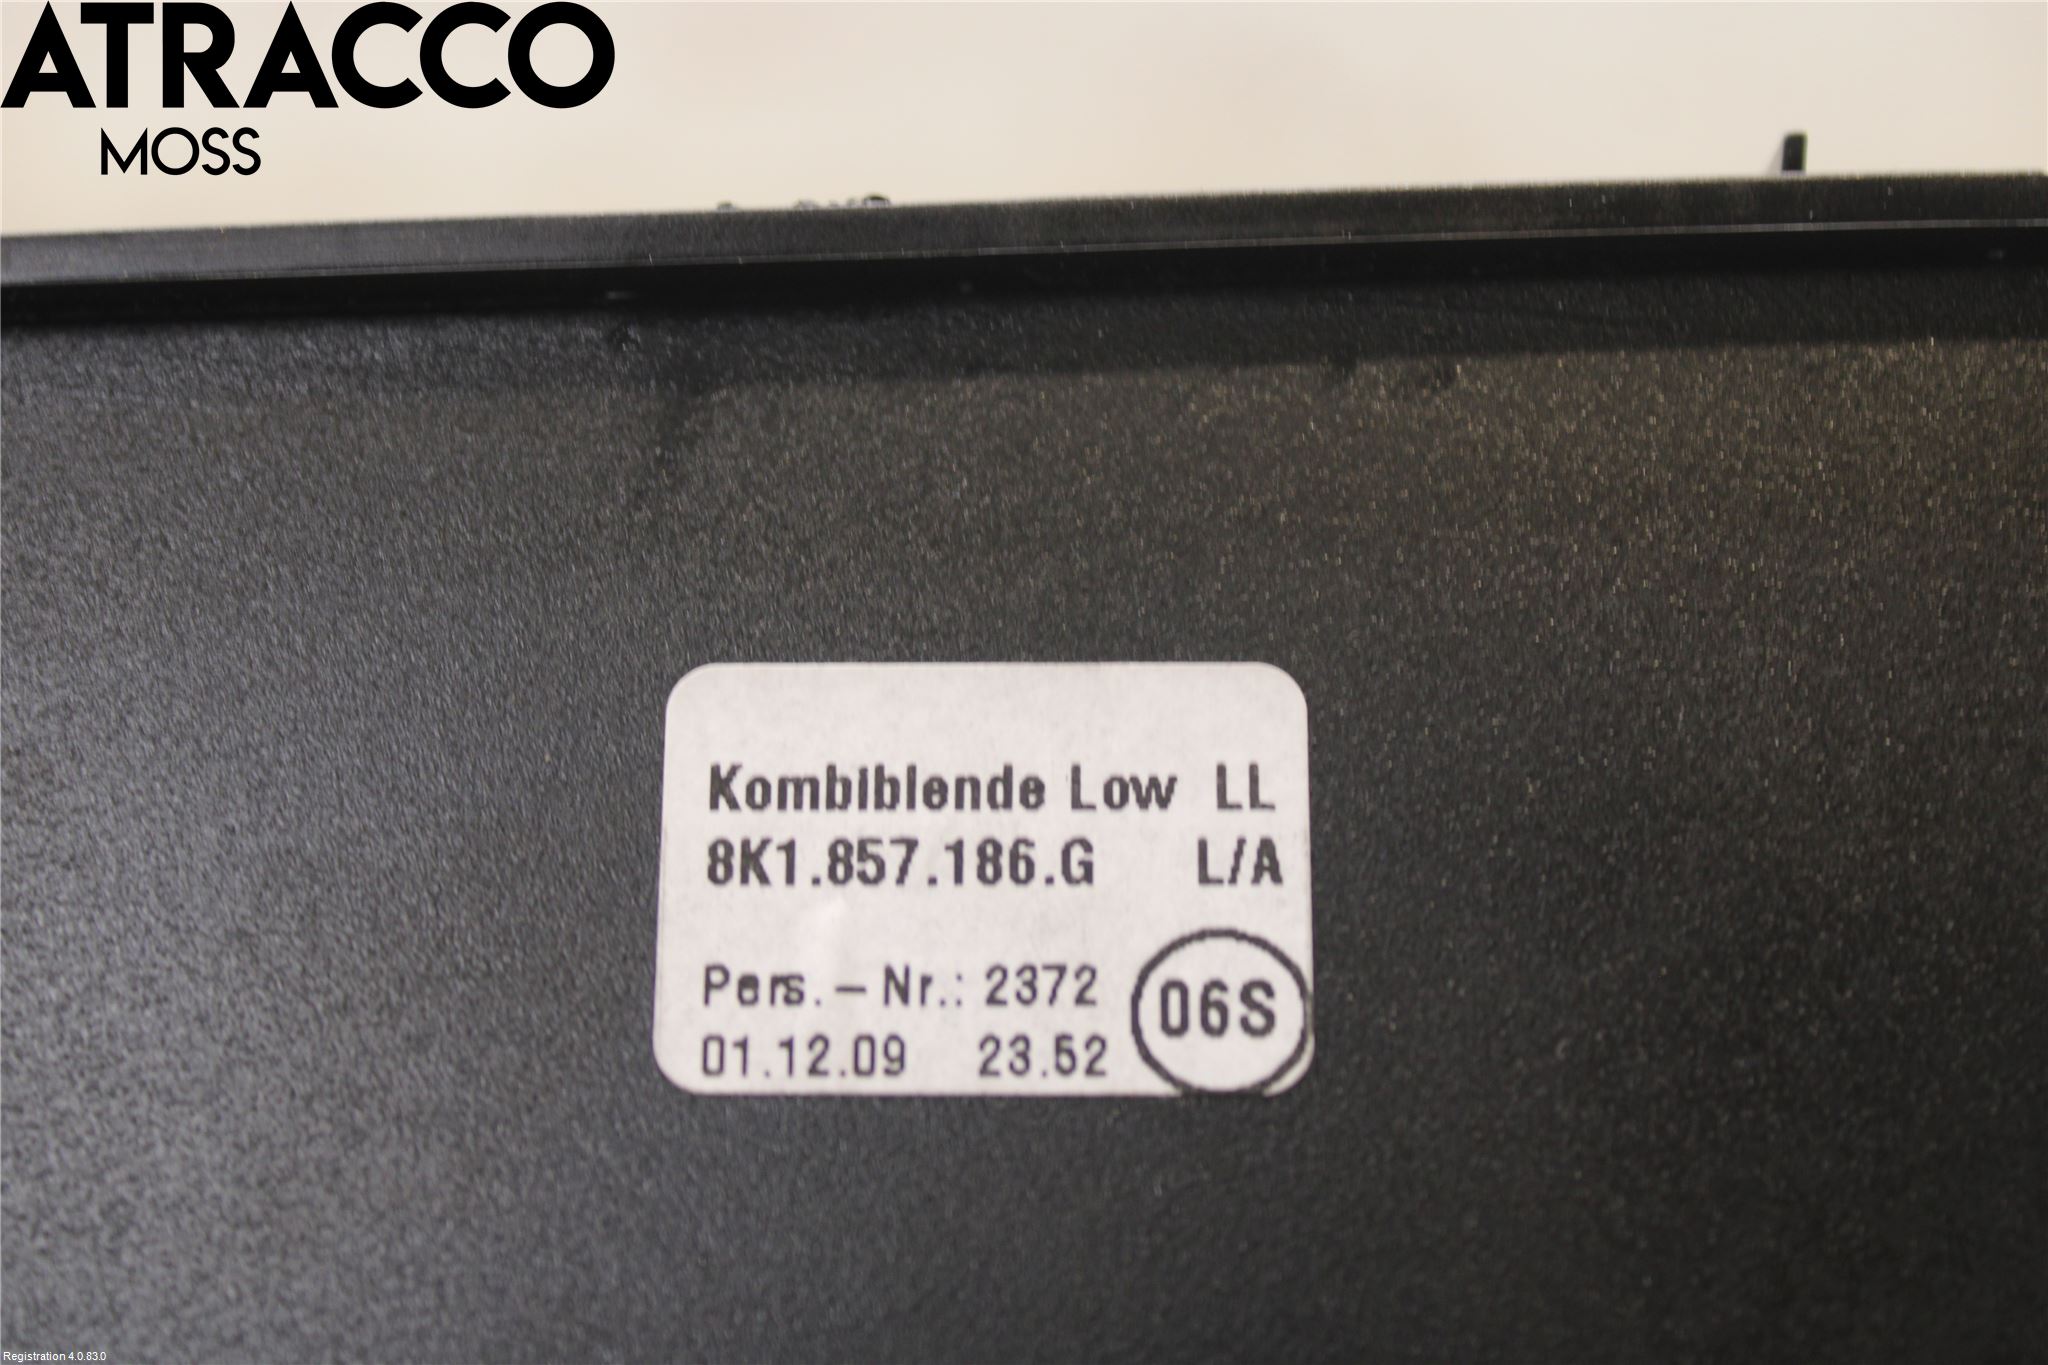 ATRACCO
MOSS
Kombiblende Low LL
8K1.857.186.G L/A
Pers.-Nr.: 2372
06S
01.12.09 23.52
Registration 4.0.83.0